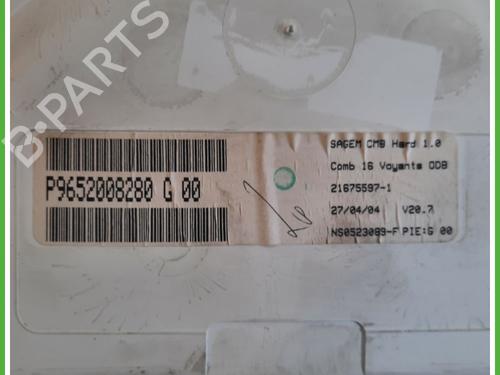 B-PARTS
SAGEM CMB Hard 1.0
Comb 16 Voyants ODB
P9652008280 G 00
21675597-1
27/04/04 V20.7
NS0523089-F PIE:G 00